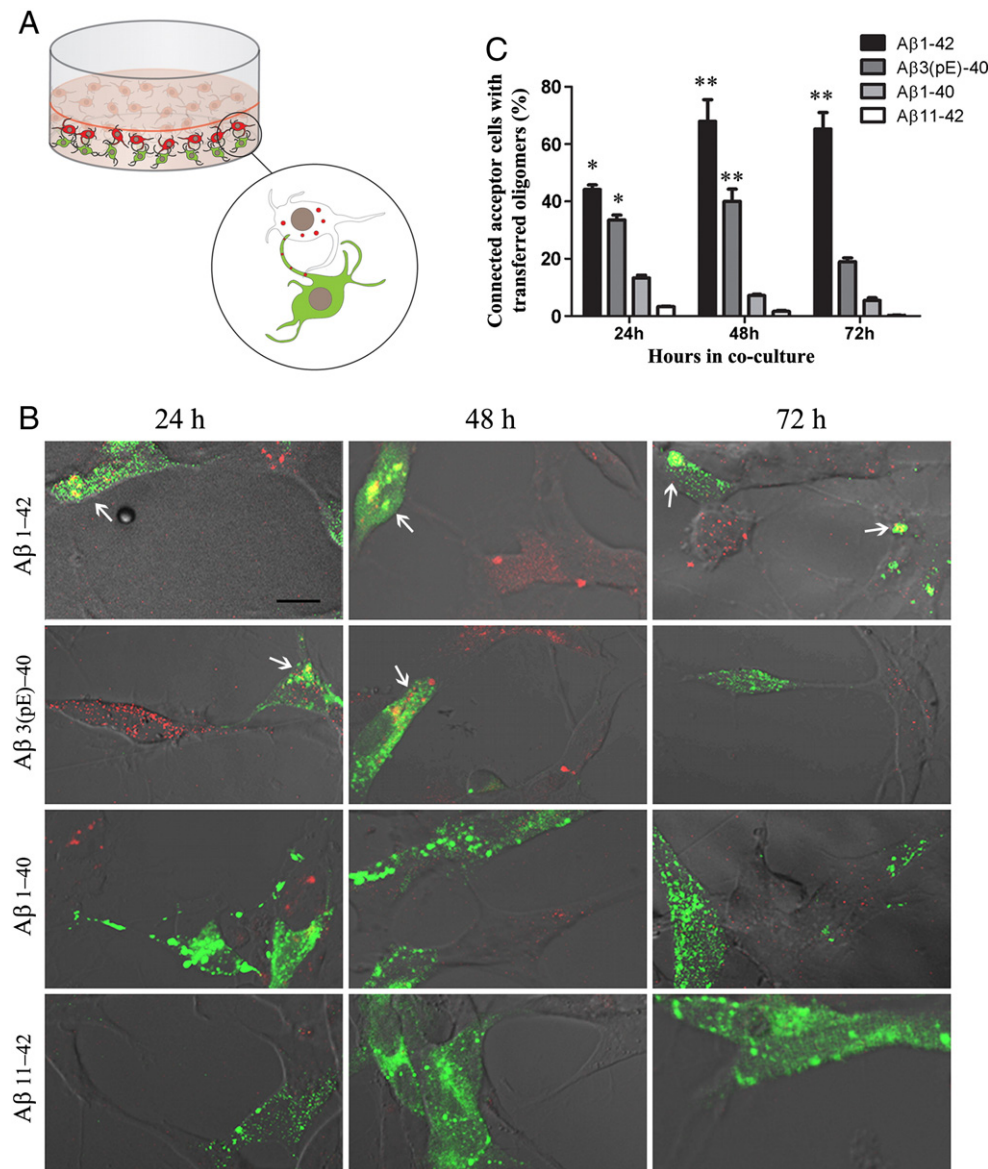 A
C
Connected acceptor cells with
transferred oligomers (%)
80
60
40
20
0
* * ** ** **
24h 48h 72h
Hours in co-culture
Aβ1-42
Aβ3(pE)-40
Aβ1-40
Aβ11-42
B
24 h 48 h 72 h
Aβ 1–42
Aβ 3(pE)–40
Aβ 1–40
Aβ 11–42